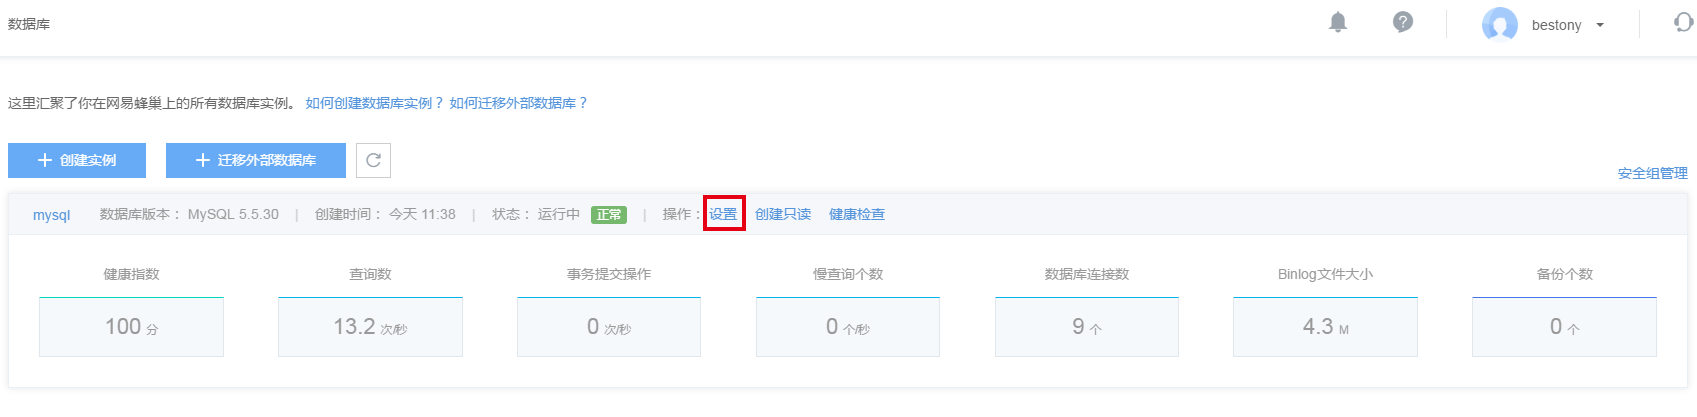 数据库
bestony
这里汇聚了你在网易蜂巢上的所有数据库实例。 如何创建数据库实例？ 如何迁移外部数据库？
创建实例 迁移外部数据库
安全组管理
mysql 数据库版本： MySQL 5.5.30 | 创建时间： 今天 11:38 | 状态： 运行中 正常 | 操作： 设置 创建只读 健康检查
健康指数 查询数 事务提交操作 慢查询个数 数据库连接数 Binlog文件大小 备份个数
100 分 13.2 次/秒 0 次/秒 0 个/秒 9 个 4.3 M 0 个